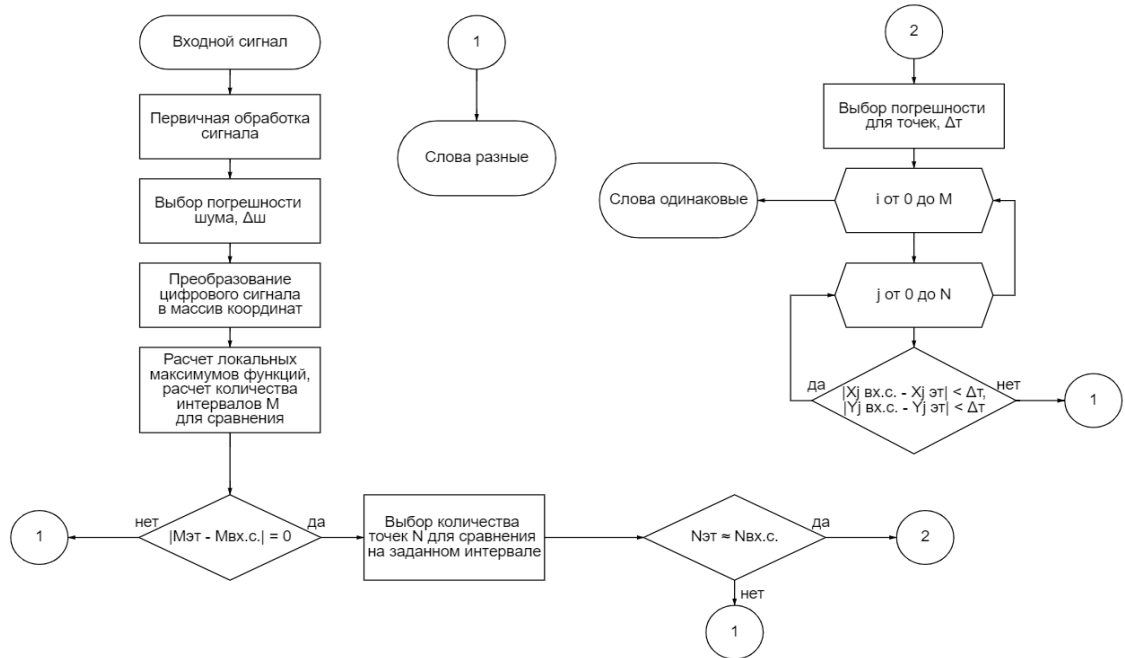 Входной сигнал
Первичная обработка
сигнала
Выбор погрешности
шума, Δш
Преобразование
цифрового сигнала
в массив координат
Расчет локальных
максимумов функций,
расчет количества
интервалов M
для сравнения
|Mэт - Mвх.с.| = 0
нет
1
да
Выбор количества
точек N для сравнения
на заданном интервале
Nэт ≈ Nвх.с.
да
2
нет
1
1
Слова разные
2
Выбор погрешности
для точек, Δт
i от 0 до M
Слова одинаковые
j от 0 до N
|Xj вх.с. - Xj эт| < Δт,
|Yj вх.с. - Yj эт| < Δт
да
нет
1